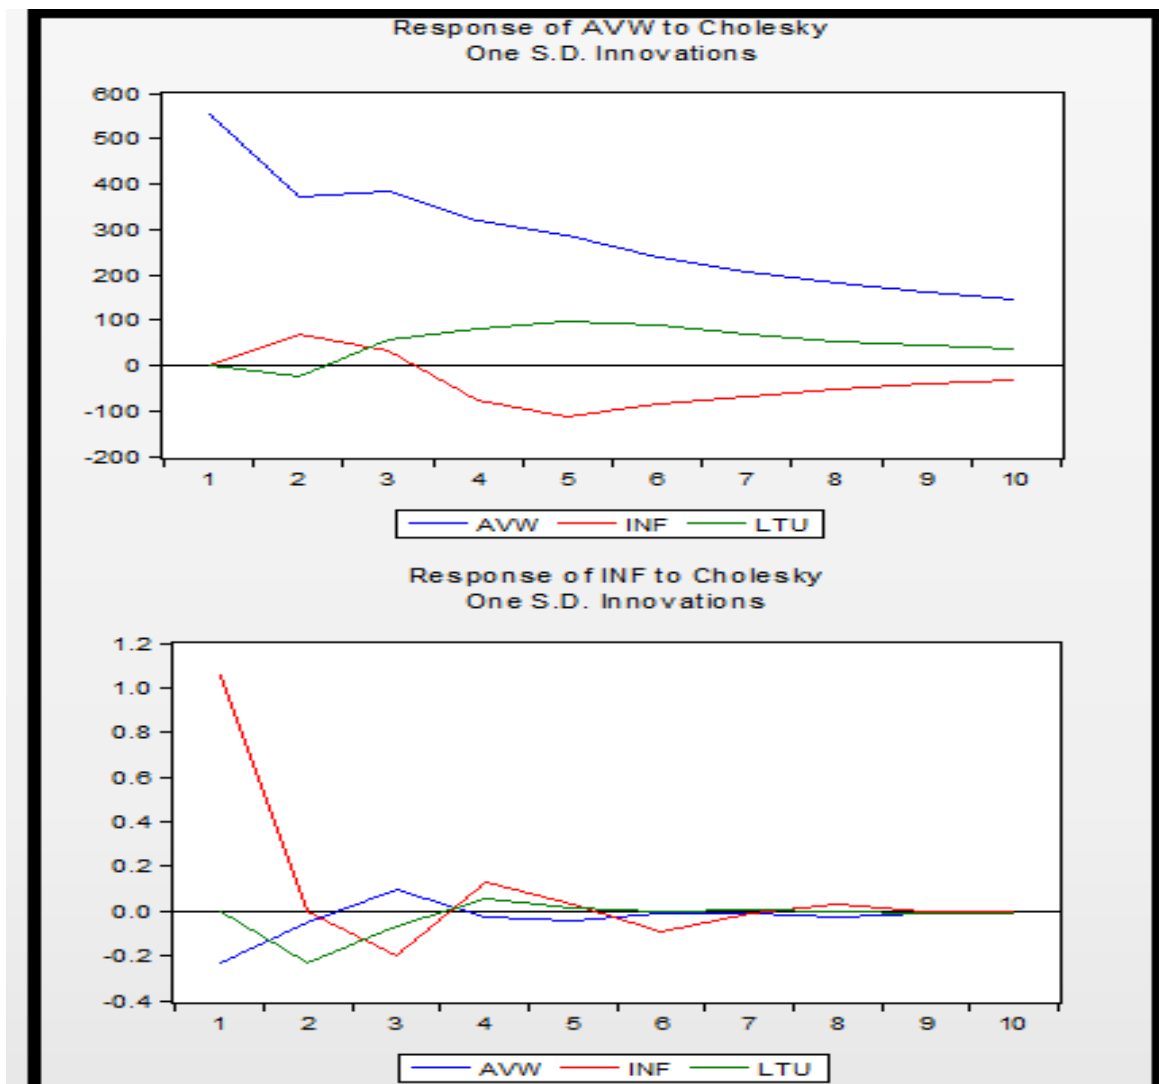 Response of AVW to Cholesky
One S.D. Innovations
600
500
400
300
200
100
0
-100
-200
1 2 3 4 5 6 7 8 9 10
AVW INF LTU
Response of INF to Cholesky
One S.D. Innovations
1.2
1.0
0.8
0.6
0.4
0.2
0.0
-0.2
-0.4
1 2 3 4 5 6 7 8 9 10
AVW INF LTU